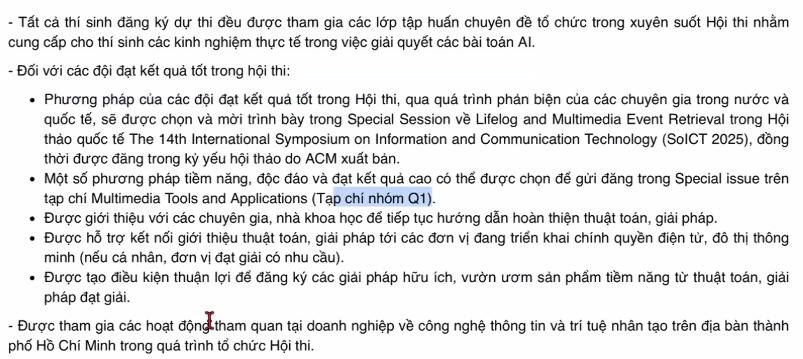 - Tất cả thí sinh đăng ký dự thi đều được tham gia các lớp tập huấn chuyên đề tổ chức trong xuyên suốt Hội thi nhằm
cung cấp cho thí sinh các kinh nghiệm thực tế trong việc giải quyết các bài toán AI.
- Đối với các đội đạt kết quả tốt trong hội thi:
• Phương pháp của các đội đạt kết quả tốt trong Hội thi, qua quá trình phản biện của các chuyên gia trong nước và
quốc tế, sẽ được chọn và mời trình bày trong Special Session về Lifelog and Multimedia Event Retrieval trong Hội
thảo quốc tế The 14th International Symposium on Information and Communication Technology (SoICT 2025), đồng
thời được đăng trong kỷ yếu hội thảo do ACM xuất bản.
• Một số phương pháp tiềm năng, độc đáo và đạt kết quả cao có thể được chọn để gửi đăng trong Special issue trên
tạp chí Multimedia Tools and Applications (Tạp chí nhóm Q1).
• Được giới thiệu với các chuyên gia, nhà khoa học để tiếp tục hướng dẫn hoàn thiện thuật toán, giải pháp.
• Được hỗ trợ kết nối giới thiệu thuật toán, giải pháp tới các đơn vị đang triển khai chính quyền điện tử, đô thị thông
minh (nếu cá nhân, đơn vị đạt giải có nhu cầu).
• Được tạo điều kiện thuận lợi để đăng ký các giải pháp hữu ích, vườn ươm sản phẩm tiềm năng từ thuật toán, giải
pháp đạt giải.
- Được tham gia các hoạt động tham quan tại doanh nghiệp về công nghệ thông tin và trí tuệ nhân tạo trên địa bàn thành
phố Hồ Chí Minh trong quá trình tổ chức Hội thi.